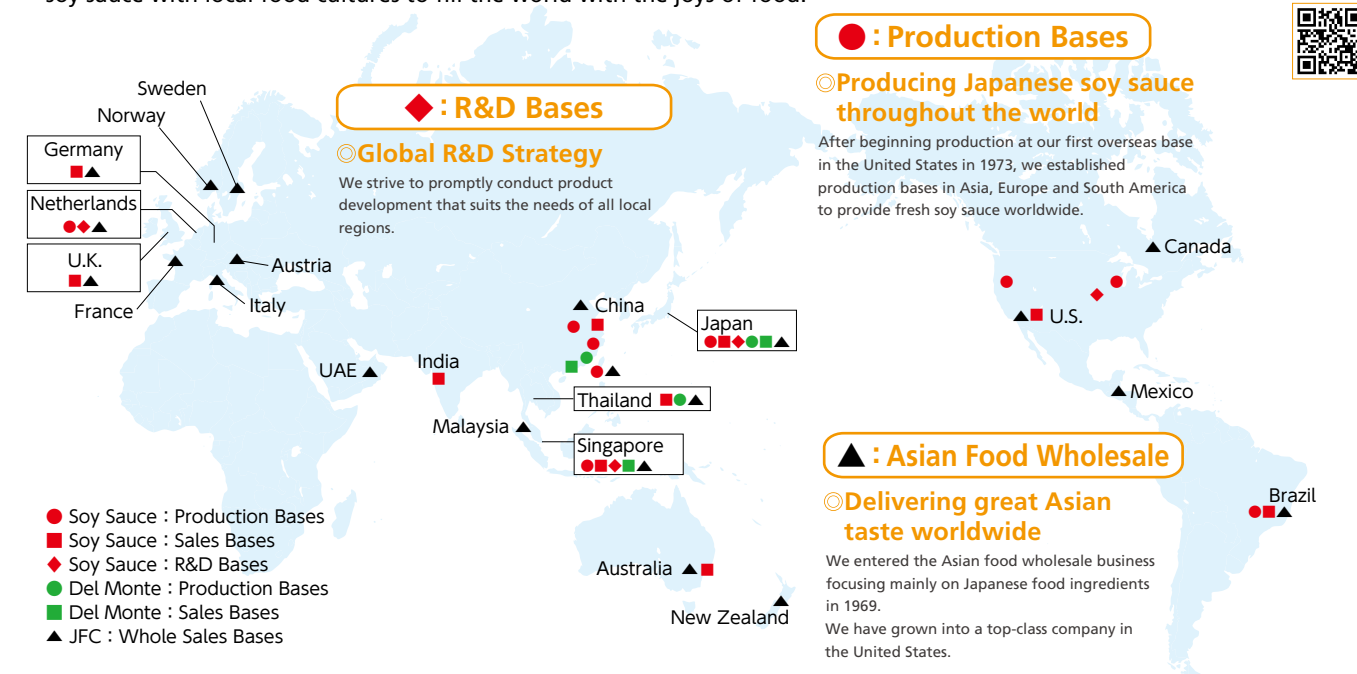 soy sauce with local food cultures to fill the world with the joys of food.
Sweden
Norway
Germany
Netherlands
U.K.
France
Austria
Italy
: R&D Bases
◎Global R&D Strategy
We strive to promptly conduct product
development that suits the needs of all local
regions.
: Production Bases
◎Producing Japanese soy sauce
throughout the world
After beginning production at our first overseas base
in the United States in 1973, we established
production bases in Asia, Europe and South America
to provide fresh soy sauce worldwide.
Canada
U.S.
Mexico
Brazil
China
Japan
UAE
India
Thailand
Malaysia
Singapore
Australia
New Zealand
: Asian Food Wholesale
◎Delivering great Asian
taste worldwide
We entered the Asian food wholesale business
focusing mainly on Japanese food ingredients
in 1969.
We have grown into a top-class company in
the United States.
Soy Sauce : Production Bases
Soy Sauce : Sales Bases
Soy Sauce : R&D Bases
Del Monte : Production Bases
Del Monte : Sales Bases
JFC : Whole Sales Bases